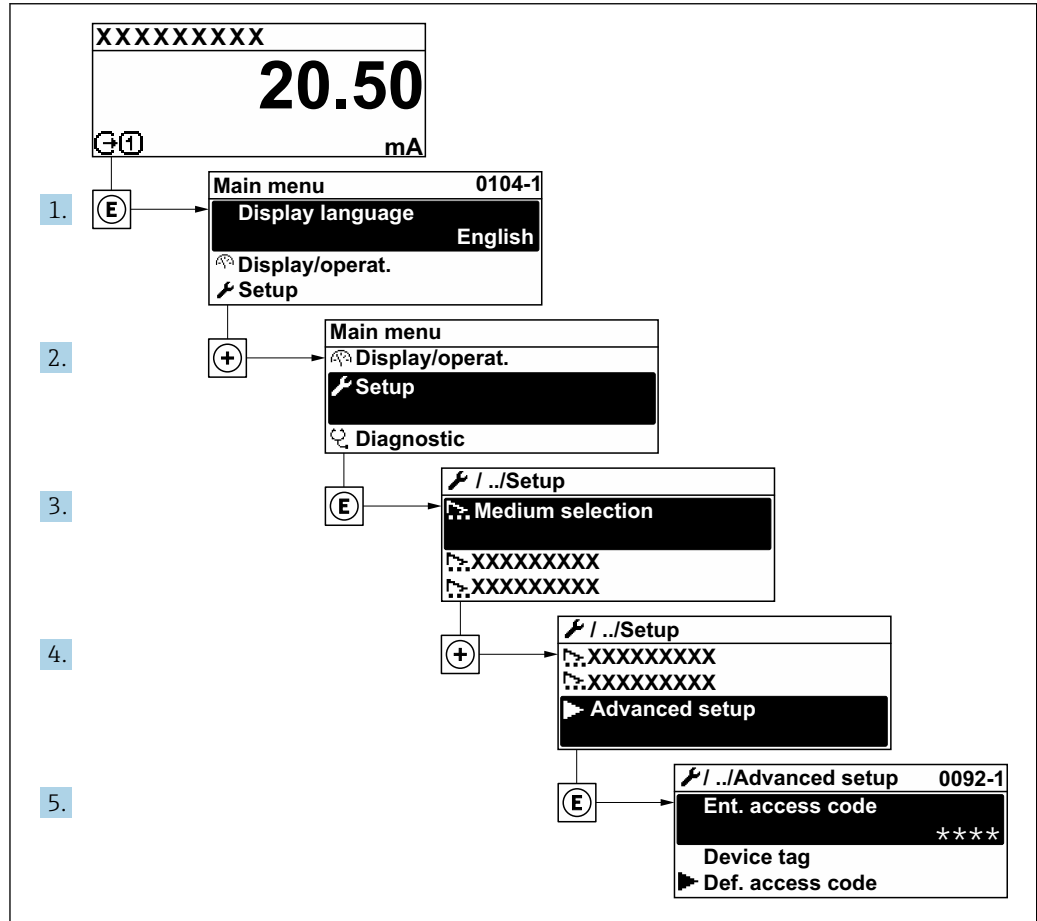 XXXXXXXXX
20.50
1 mA
1. E
Main menu 0104-1
Display language
English
Display/operat.
Setup
2. +
Main menu
Display/operat.
Setup
Diagnostic
3. E
/ ../Setup
Medium selection
XXXXXXXXX
XXXXXXXXX
4. +
/ ../Setup
XXXXXXXXX
XXXXXXXXX
Advanced setup
5. E
/ ../Advanced setup 0092-1
Ent. access code
****
Device tag
Def. access code